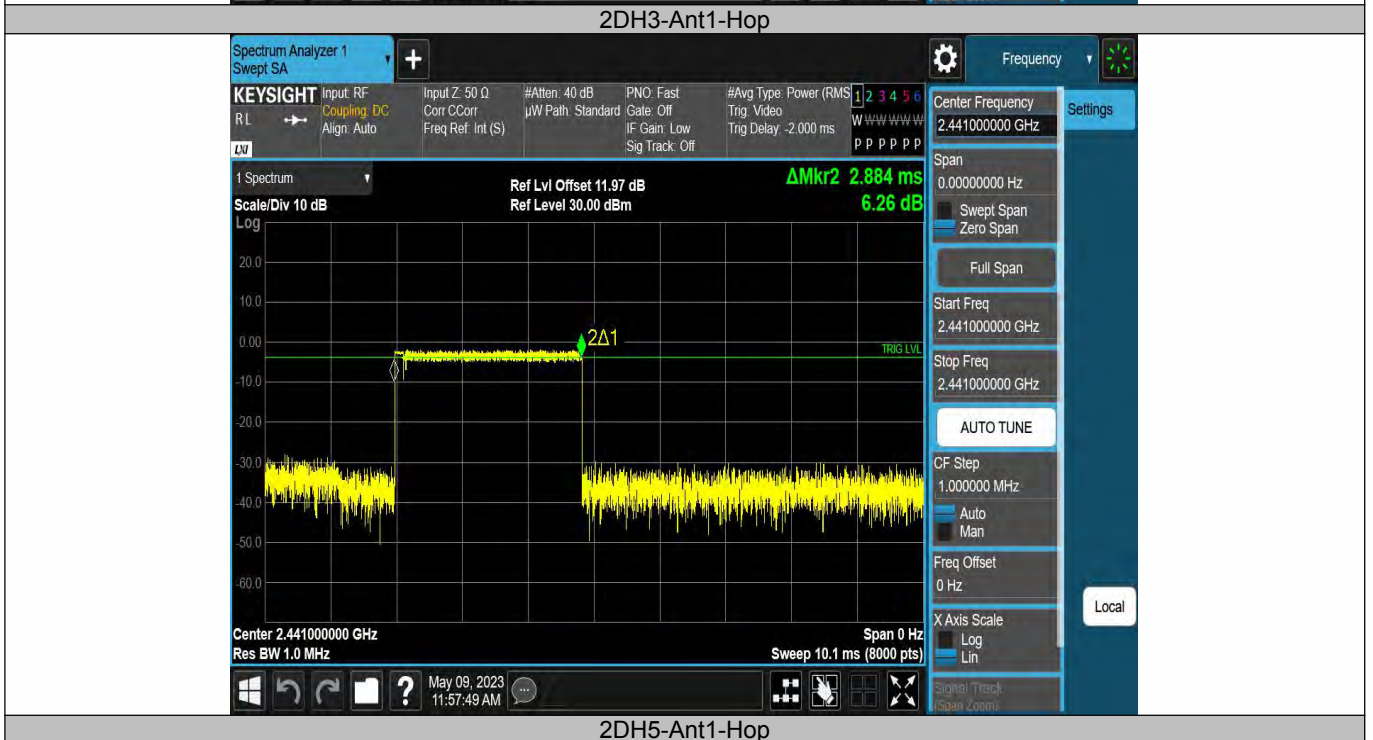 2DH3-Ant1-Hop
Spectrum Analyzer 1
Swept SA
+
Frequency
KEYSIGHT
RL
LXI
Input: RF
Coupling: DC
Align: Auto
Input Z: 50 Ω
Corr CCorr
Freq Ref: Int (S)
#Atten: 40 dB
µW Path: Standard
PNO: Fast
Gate: Off
IF Gain: Low
Sig Track: Off
#Avg Type: Power (RMS
Trig: Video
Trig Delay: -2.000 ms
1 2 3 4 5 6
W W W W W W
P P P P P P
1 Spectrum
Scale/Div 10 dB
Log
Ref Lvl Offset 11.97 dB
Ref Level 30.00 dBm
ΔMkr2 2.884 ms
6.26 dB
20.0
10.0
0.00
-10.0
-20.0
-30.0
-40.0
-50.0
-60.0
2Δ1
TRIG LVL
Center 2.441000000 GHz
Res BW 1.0 MHz
Span 0 Hz
Sweep 10.1 ms (8000 pts)
Center Frequency
2.441000000 GHz
Settings
Span
0.00000000 Hz
Swept Span
Zero Span
Full Span
Start Freq
2.441000000 GHz
Stop Freq
2.441000000 GHz
AUTO TUNE
CF Step
1.000000 MHz
Auto
Man
Freq Offset
0 Hz
X Axis Scale
Log
Lin
Signal Track
(Span Zoom)
Local
?
May 09, 2023
11:57:49 AM
2DH5-Ant1-Hop